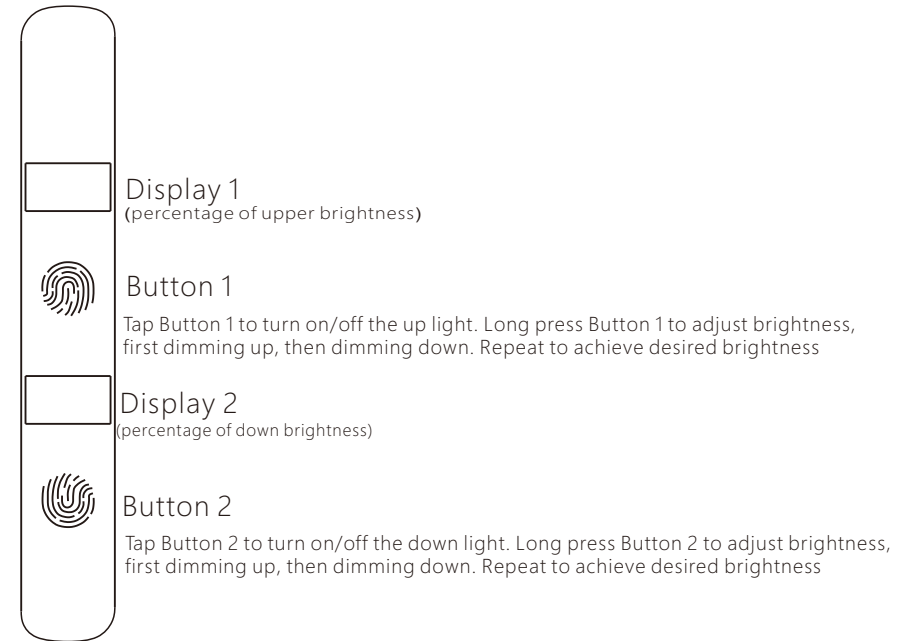 Display 1
(percentage of upper brightness)
Button 1
Tap Button 1 to turn on/off the up light. Long press Button 1 to adjust brightness,
first dimming up, then dimming down. Repeat to achieve desired brightness
Display 2
(percentage of down brightness)
Button 2
Tap Button 2 to turn on/off the down light. Long press Button 2 to adjust brightness,
first dimming up, then dimming down. Repeat to achieve desired brightness